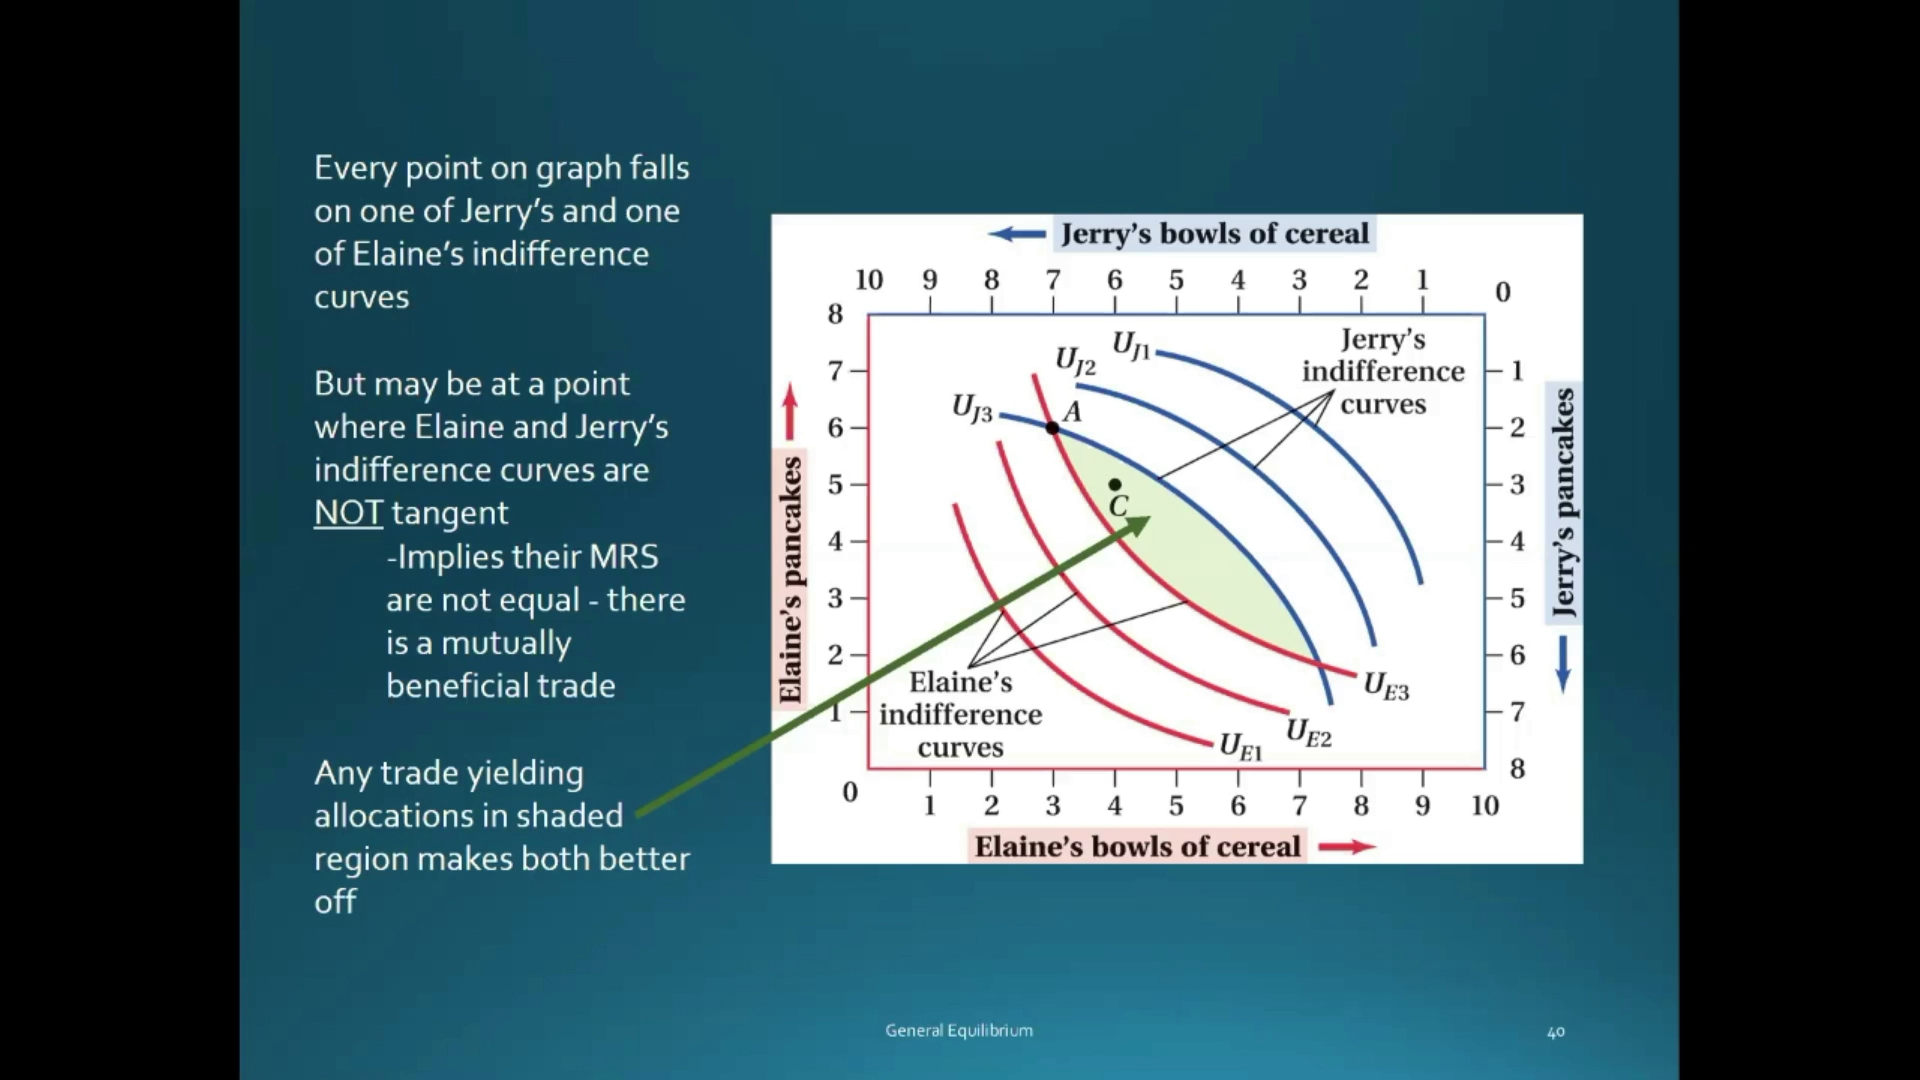 Every point on graph falls
on one of Jerry’s and one
of Elaine’s indifference
curves
But may be at a point
where Elaine and Jerry’s
indifference curves are
NOT tangent
-Implies their MRS
are not equal - there
is a mutually
beneficial trade
Any trade yielding
allocations in shaded
region makes both better
off
Jerry’s bowls of cereal
10 9 8 7 6 5 4 3 2 1 0
8
7
6
5
4
3
2
1
0
Elaine’s pancakes
U_J1
U_J2
U_J3
A
C
Jerry’s
indifference
curves
Elaine’s
indifference
curves
U_E3
U_E2
U_E1
1
2
3
4
5
6
7
8
Jerry’s pancakes
1 2 3 4 5 6 7 8 9 10
Elaine’s bowls of cereal
General Equilibrium
40